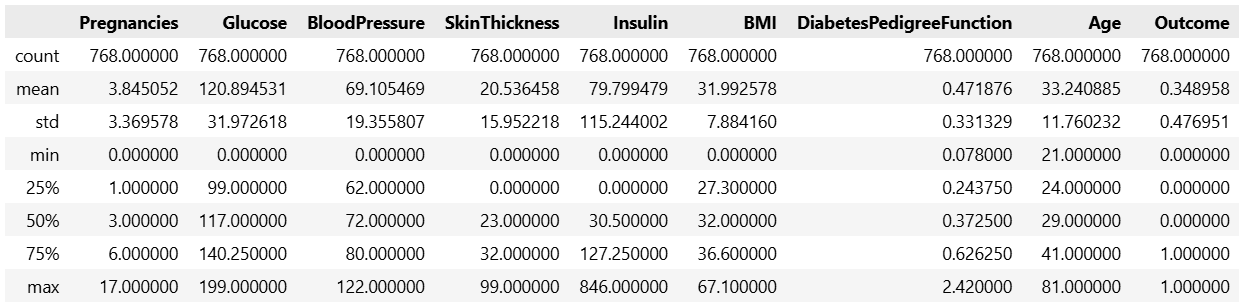 Pregnancies Glucose BloodPressure SkinThickness Insulin BMI DiabetesPedigreeFunction Age Outcome
count 768.000000 768.000000 768.000000 768.000000 768.000000 768.000000 768.000000 768.000000 768.000000
mean 3.845052 120.894531 69.105469 20.536458 79.799479 31.992578 0.471876 33.240885 0.348958
std 3.369578 31.972618 19.355807 15.952218 115.244002 7.884160 0.331329 11.760232 0.476951
min 0.000000 0.000000 0.000000 0.000000 0.000000 0.000000 0.078000 21.000000 0.000000
25% 1.000000 99.000000 62.000000 0.000000 0.000000 27.300000 0.243750 24.000000 0.000000
50% 3.000000 117.000000 72.000000 23.000000 30.500000 32.000000 0.372500 29.000000 0.000000
75% 6.000000 140.250000 80.000000 32.000000 127.250000 36.600000 0.626250 41.000000 1.000000
max 17.000000 199.000000 122.000000 99.000000 846.000000 67.100000 2.420000 81.000000 1.000000